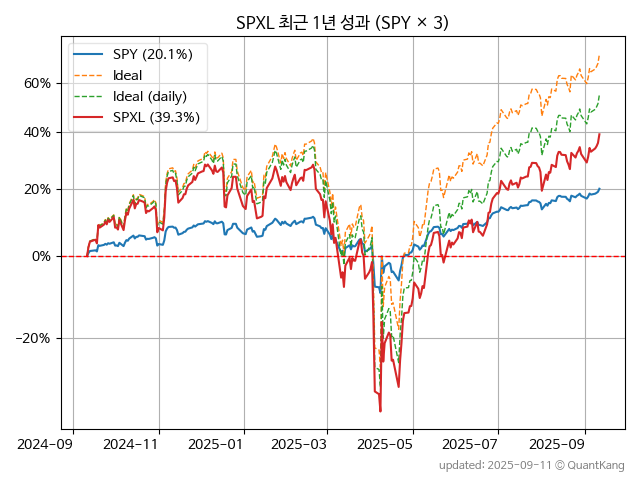 SPXL 최근 1년 성과 (SPY × 3)
SPY (20.1%)
Ideal
Ideal (daily)
SPXL (39.3%)
60%
40%
20%
0%
−20%
2024-09
2024-11
2025-01
2025-03
2025-05
2025-07
2025-09
updated: 2025-09-11 ⓒ QuantKang